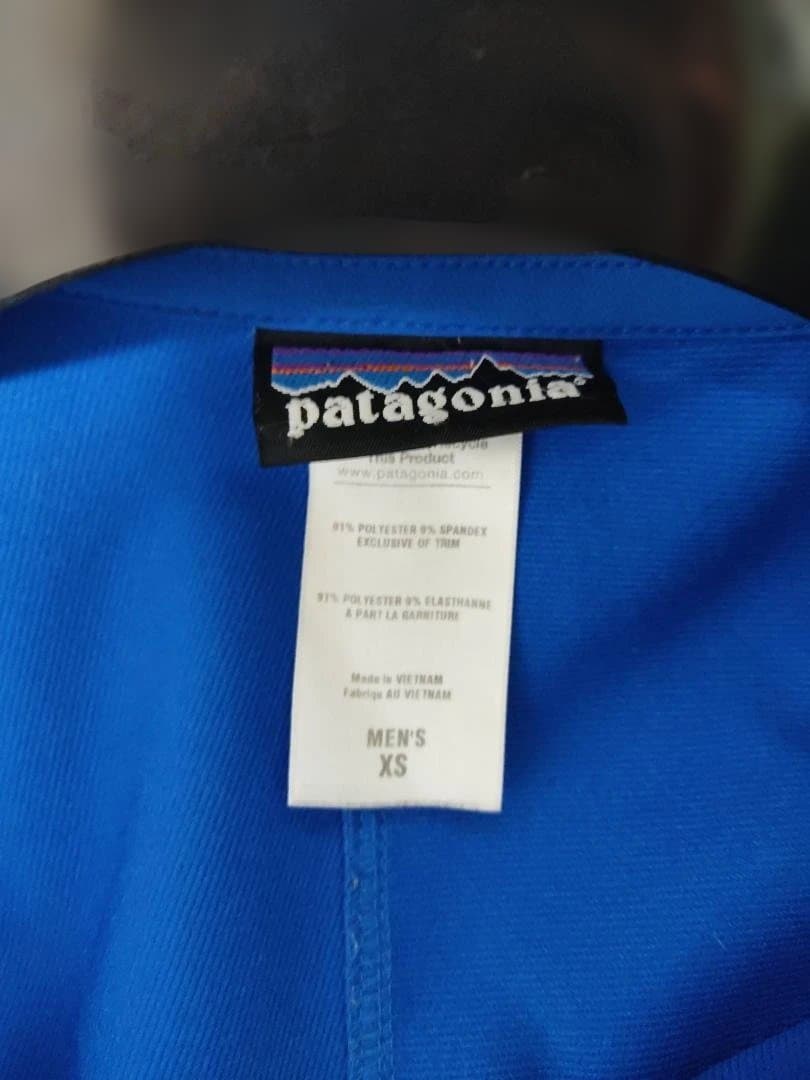 patagonia®
This Product
www.patagonia.com
91% POLYESTER 9% SPANDEX
EXCLUSIVE OF TRIM
91% POLYESTER 9% ELASTHANNE
À PART LA GARNITURE
Made in VIETNAM
Fabriqu AU VIETNAM
MEN'S
XS